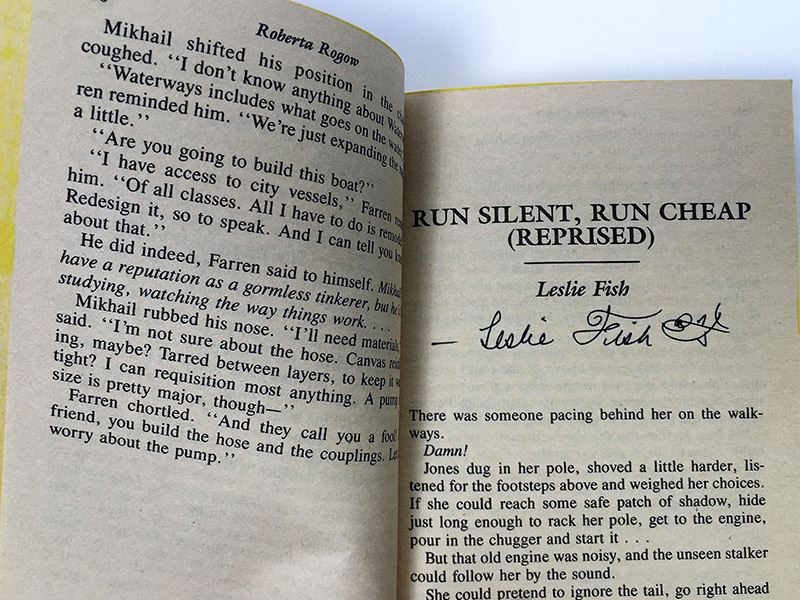 Roberta Rogow
Mikhail shifted his position in the
coughed. "I don't know anything about
"Waterways includes what goes on the
ren reminded him. "We're just expanding the
a little."
"Are you going to build this boat?"
"I have access to city vessels," Farren
him. "Of all classes. All I have to do is
Redesign it, so to speak. And I can tell you
about that."
He did indeed, Farren said to himself.
have a reputation as a gormless tinkerer, but
studying, watching the way things work. . . .
Mikhail rubbed his nose. "I'll need materials,
said. "I'm not sure about the hose. Canvas
ing, maybe? Tarred between layers, to keep it
tight? I can requisition most anything. A pump
size is pretty major, though—"
Farren chortled. "And they call you a fool!
friend, you build the hose and the couplings.
worry about the pump."
RUN SILENT, RUN CHEAP
(REPRISED)
Leslie Fish
— Leslie Fish
There was someone pacing behind her on the walk-
ways.
Damn!
Jones dug in her pole, shoved a little harder, lis-
tened for the footsteps above and weighed her choices.
If she could reach some safe patch of shadow, hide
just long enough to rack her pole, get to the engine,
pour in the chugger and start it . . .
But that old engine was noisy, and the unseen stalker
could follow her by the sound.
She could pretend to ignore the tail, go right ahead